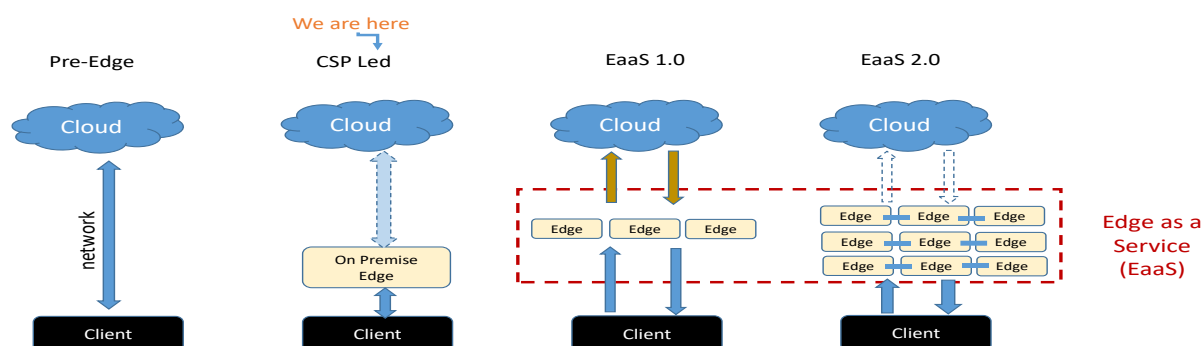 We are here
Pre-Edge
CSP Led
EaaS 1.0
EaaS 2.0
Cloud
Cloud
Cloud
Cloud
network
On Premise
Edge
Edge
Edge
Edge
Edge
Edge
Edge
Edge
Edge
Edge
Edge
Edge
Edge
Edge as a
Service
(EaaS)
Client
Client
Client
Client